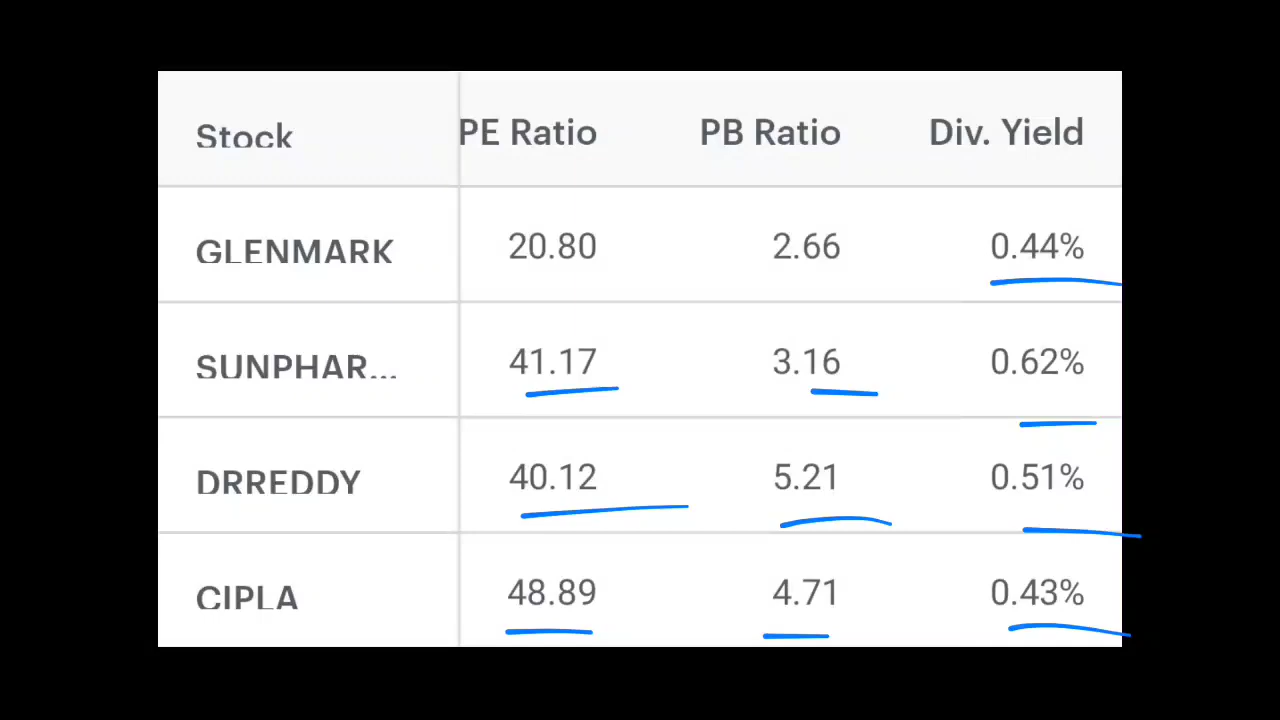 Stock PE Ratio PB Ratio Div. Yield
GLENMARK 20.80 2.66 0.44%
SUNPHAR... 41.17 3.16 0.62%
DRREDDY 40.12 5.21 0.51%
CIPLA 48.89 4.71 0.43%